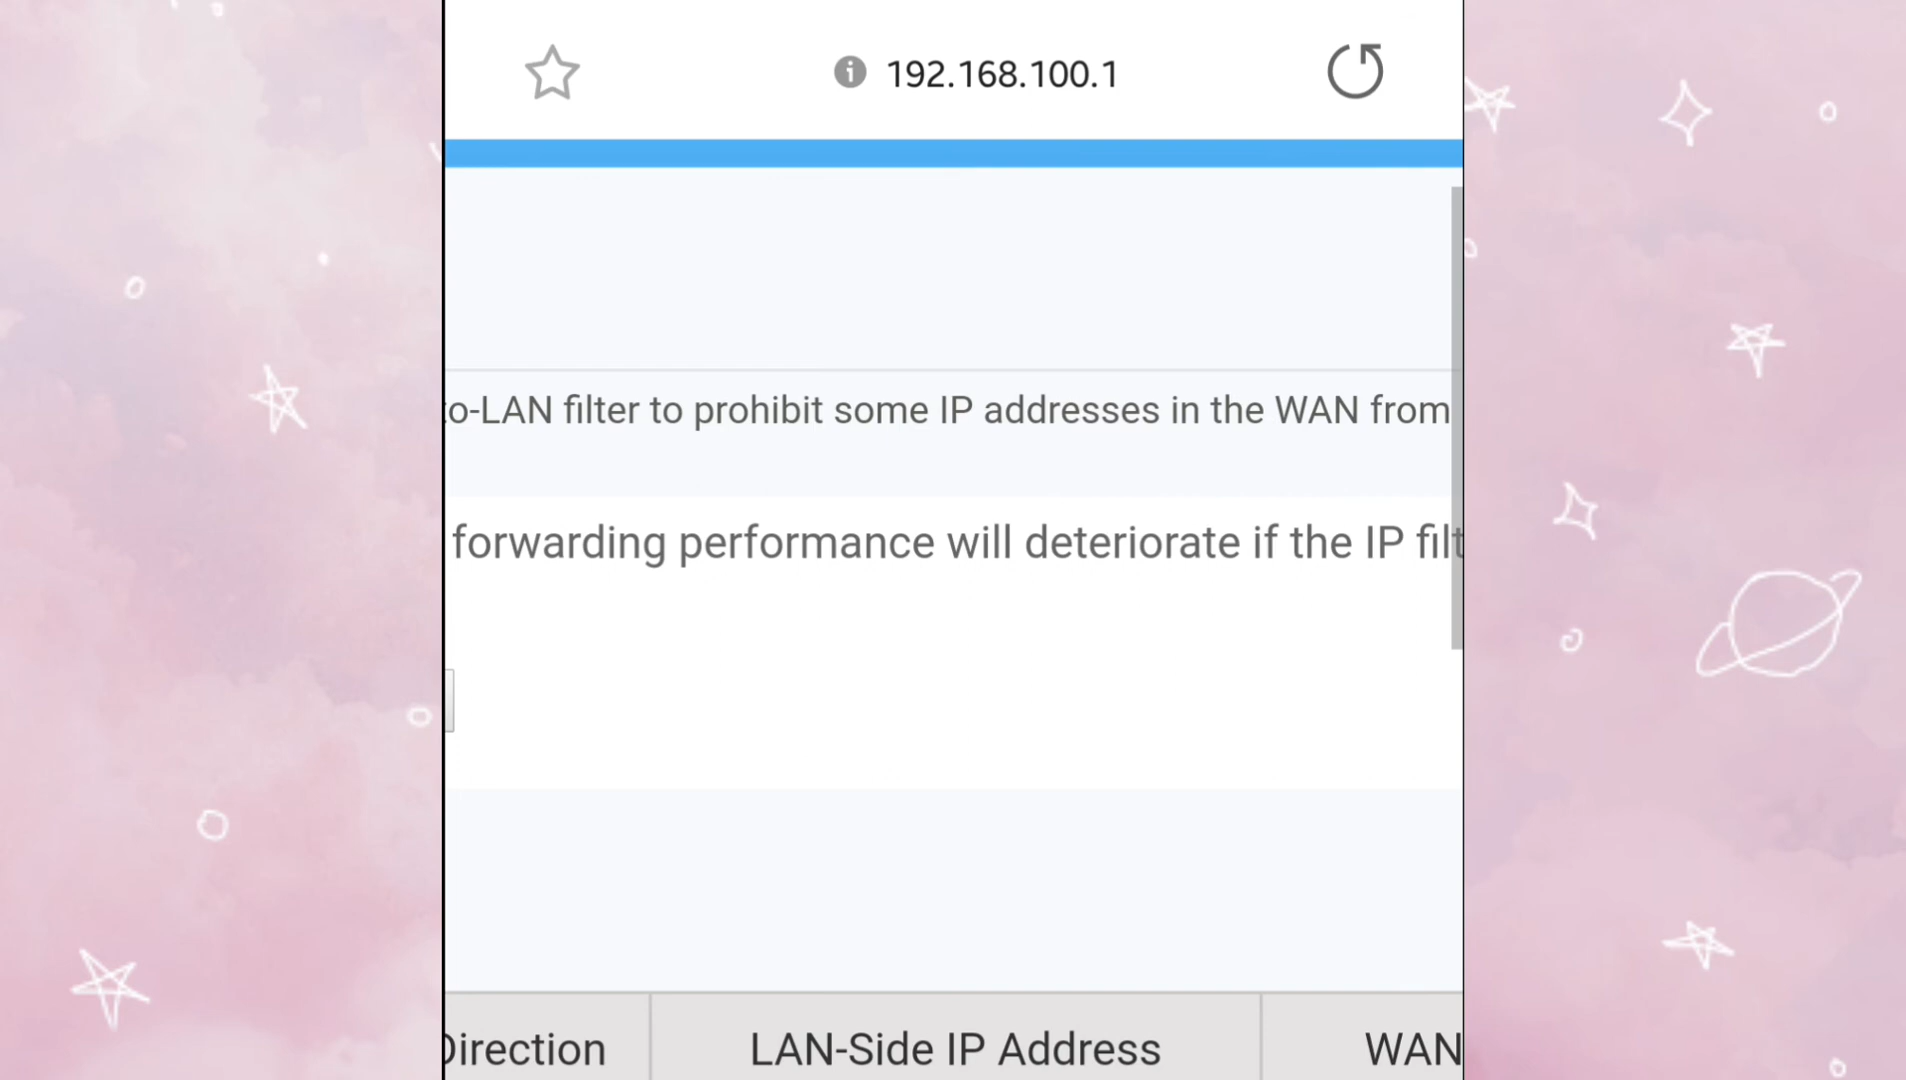 192.168.100.1
o-LAN filter to prohibit some IP addresses in the WAN from
forwarding performance will deteriorate if the IP filt
Direction LAN-Side IP Address WAN